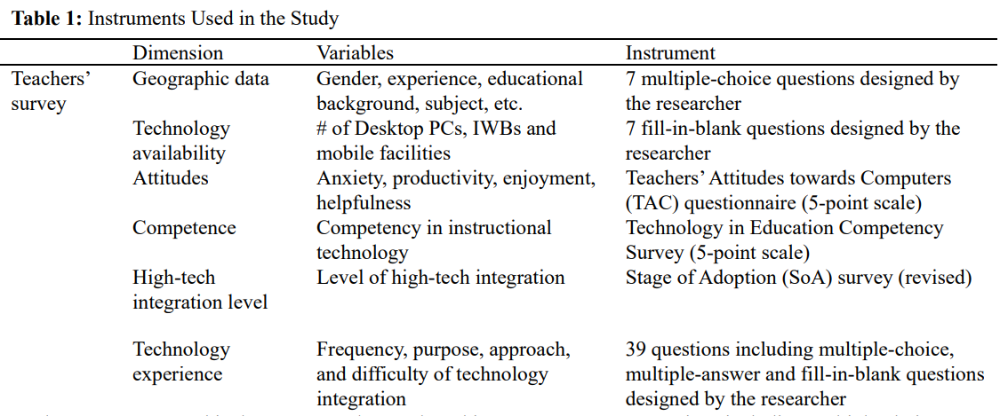 Table 1: Instruments Used in the Study
Dimension Variables Instrument
Teachers' survey Geographic data Gender, experience, educational background, subject, etc. 7 multiple-choice questions designed by the researcher
Technology availability # of Desktop PCs, IWBs and mobile facilities 7 fill-in-blank questions designed by the researcher
Attitudes Anxiety, productivity, enjoyment, helpfulness Teachers' Attitudes towards Computers (TAC) questionnaire (5-point scale)
Competence Competency in instructional technology Technology in Education Competency Survey (5-point scale)
High-tech integration level Level of high-tech integration Stage of Adoption (SoA) survey (revised)
Technology experience Frequency, purpose, approach, and difficulty of technology integration 39 questions including multiple-choice, multiple-answer and fill-in-blank questions designed by the researcher